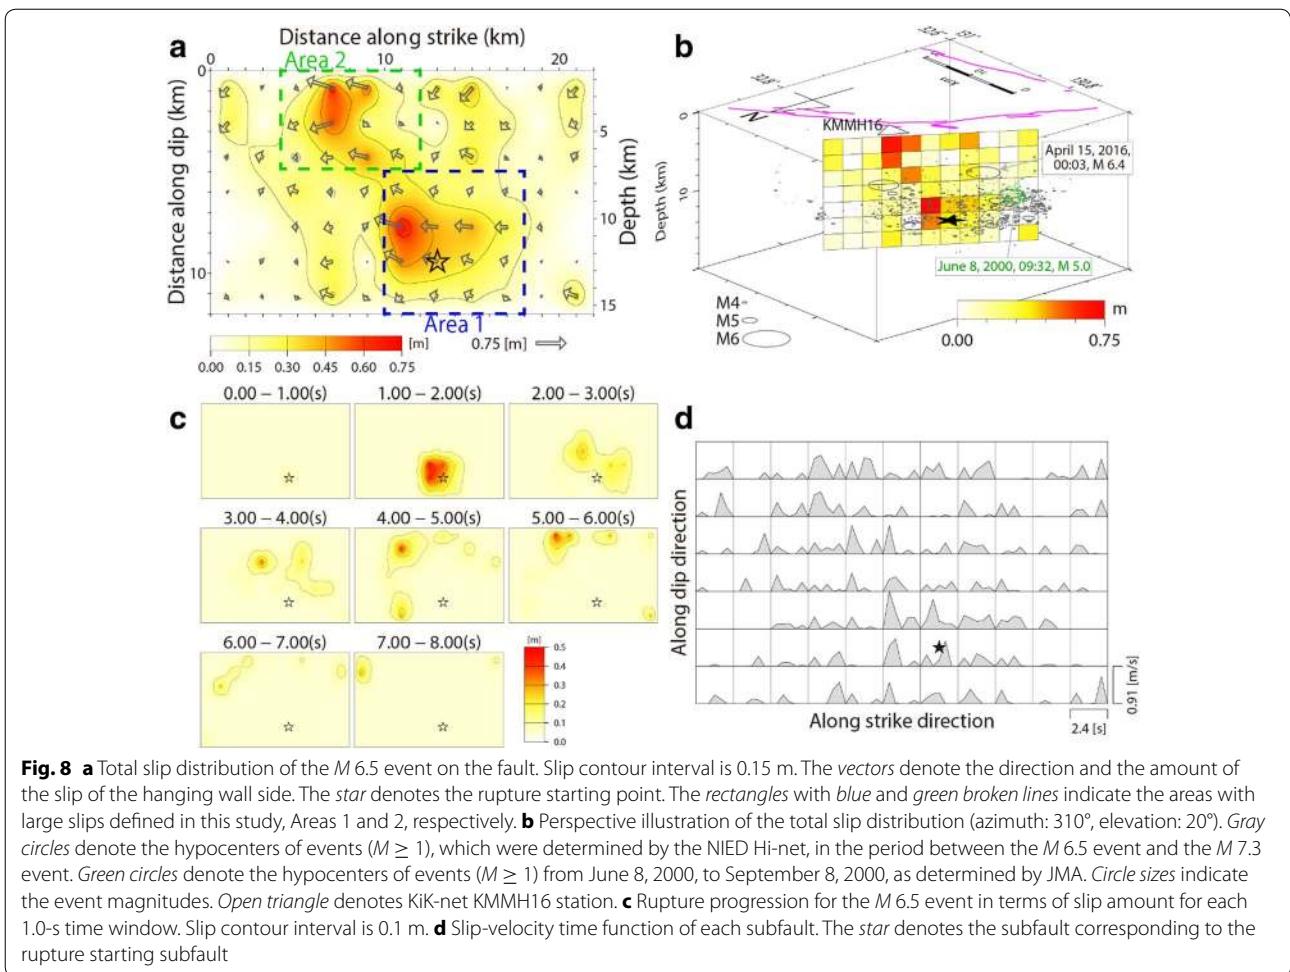 a
Distance along strike (km)
0 10 20
Area 2
0
10
Distance along dip (km)
5
10
15
Depth (km)
Area 1
[m]
0.75 [m]
0.00 0.15 0.30 0.45 0.60 0.75
b
N
KMMH16
0
10
Depth (km)
April 15, 2016,
00:03, M 6.4
June 8, 2000, 09:32, M 5.0
M4
M5
M6
m
0.00 0.75
c
0.00 – 1.00(s) 1.00 – 2.00(s) 2.00 – 3.00(s)
3.00 – 4.00(s) 4.00 – 5.00(s) 5.00 – 6.00(s)
6.00 – 7.00(s) 7.00 – 8.00(s)
[m]
0.5
0.4
0.3
0.2
0.1
0.0
d
Along dip direction
Along strike direction
0.91 [m/s]
2.4 [s]
Fig. 8 a Total slip distribution of the M 6.5 event on the fault. Slip contour interval is 0.15 m. The vectors denote the direction and the amount of
the slip of the hanging wall side. The star denotes the rupture starting point. The rectangles with blue and green broken lines indicate the areas with
large slips defined in this study, Areas 1 and 2, respectively. b Perspective illustration of the total slip distribution (azimuth: 310°, elevation: 20°). Gray
circles denote the hypocenters of events (M ≥ 1), which were determined by the NIED Hi-net, in the period between the M 6.5 event and the M 7.3
event. Green circles denote the hypocenters of events (M ≥ 1) from June 8, 2000, to September 8, 2000, as determined by JMA. Circle sizes indicate
the event magnitudes. Open triangle denotes KiK-net KMMH16 station. c Rupture progression for the M 6.5 event in terms of slip amount for each
1.0-s time window. Slip contour interval is 0.1 m. d Slip-velocity time function of each subfault. The star denotes the subfault corresponding to the
rupture starting subfault